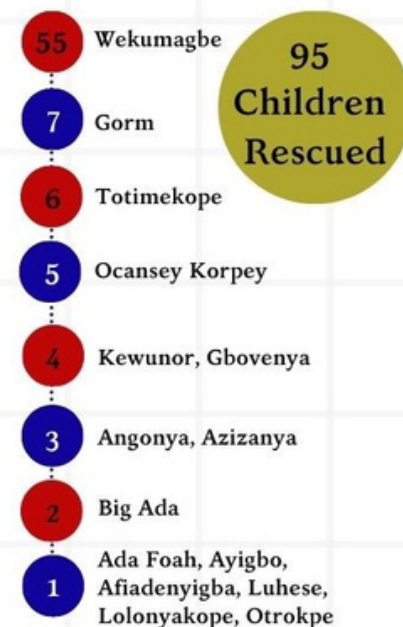 95
Children
Rescued
55 Wekumagbe
7 Gorm
6 Totimekope
5 Ocansey Korpey
4 Kewunor, Gbovenya
3 Angonya, Azizanya
2 Big Ada
1 Ada Foah, Ayigbo,
Afiadenyigba, Luhese,
Lolonyakope, Otrokpe